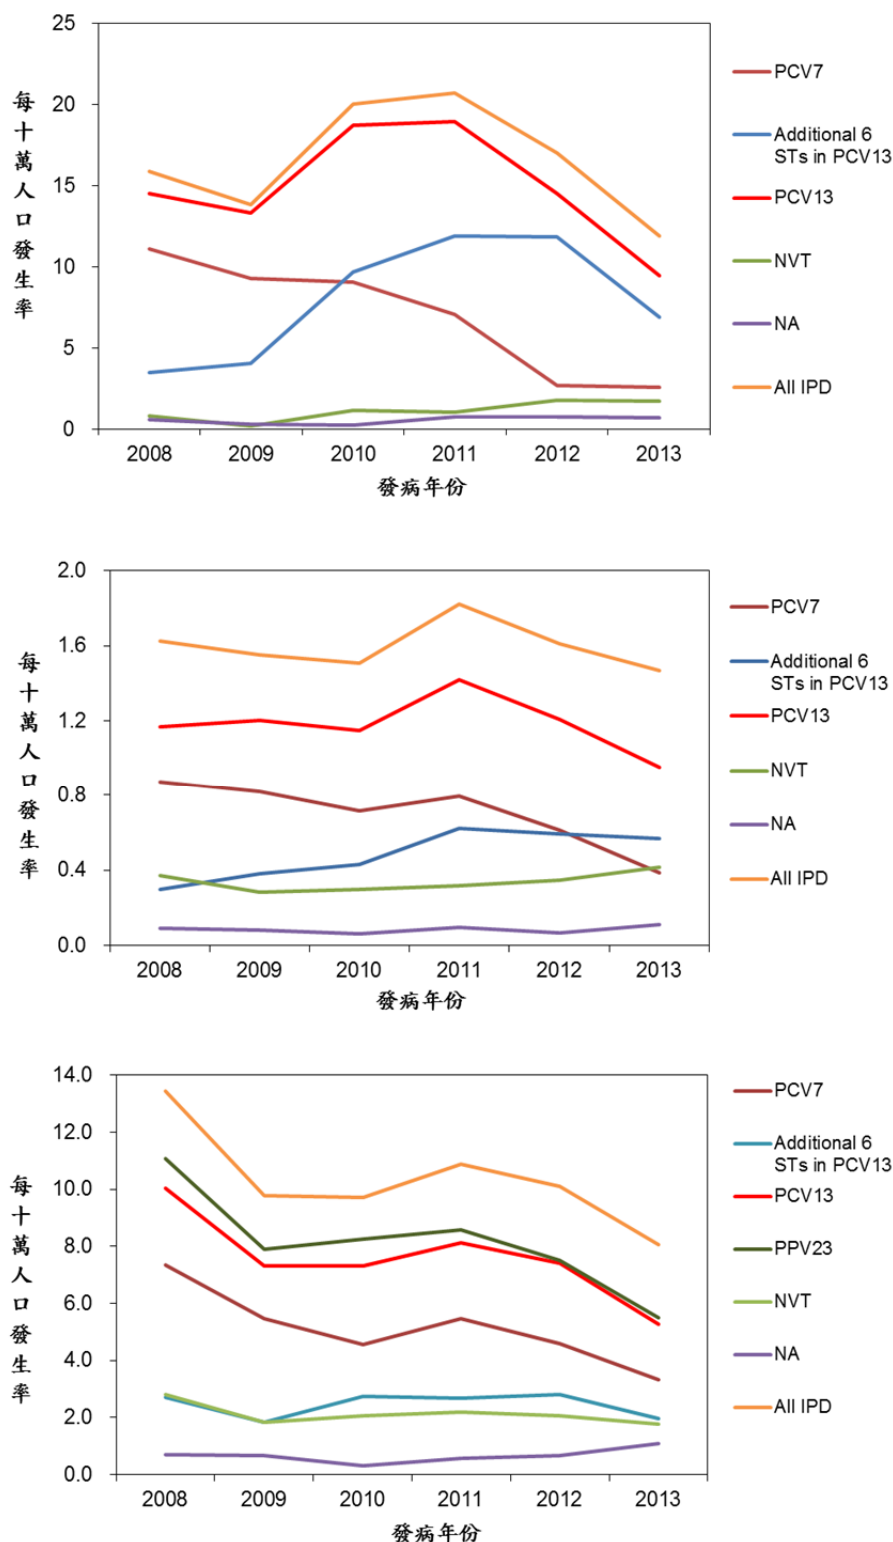 25
20
15
10
5
0
每十萬人口發生率
2008 2009 2010 2011 2012 2013
發病年份
PCV7
Additional 6
STs in PCV13
PCV13
NVT
NA
All IPD
2.0
1.6
1.2
0.8
0.4
0.0
每十萬人口發生率
2008 2009 2010 2011 2012 2013
發病年份
PCV7
Additional 6
STs in PCV13
PCV13
NVT
NA
All IPD
14.0
12.0
10.0
8.0
6.0
4.0
2.0
0.0
每十萬人口發生率
2008 2009 2010 2011 2012 2013
發病年份
PCV7
Additional 6
STs in PCV13
PCV13
PPV23
NVT
NA
All IPD